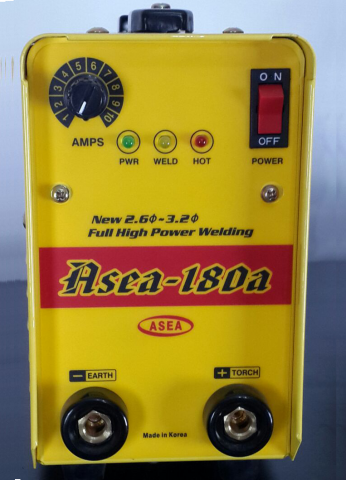 1 2 3 4 5 6 7 8 9 10
ON
AMPS
PWR WELD HOT
OFF
POWER
New 2.6Φ~3.2Φ
Full High Power Welding
Asea-180a
ASEA
− EARTH
+ TORCH
Made in Korea